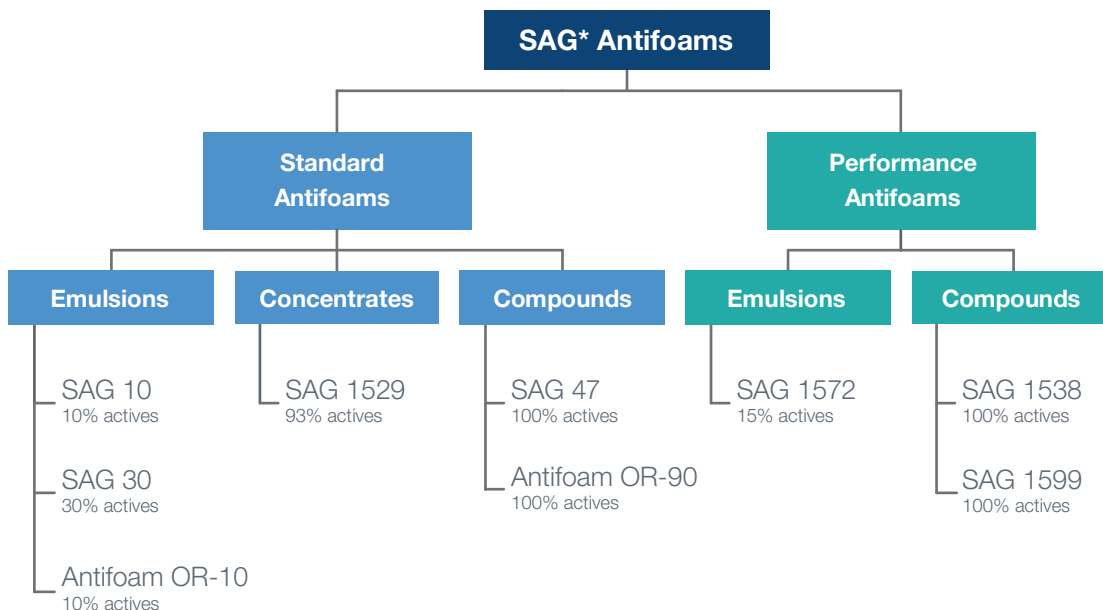 SAG* Antifoams
Standard
Antifoams
Performance
Antifoams
Emulsions
Concentrates
Compounds
Emulsions
Compounds
SAG 10
10% actives
SAG 30
30% actives
Antifoam OR-10
10% actives
SAG 1529
93% actives
SAG 47
100% actives
Antifoam OR-90
100% actives
SAG 1572
15% actives
SAG 1538
100% actives
SAG 1599
100% actives